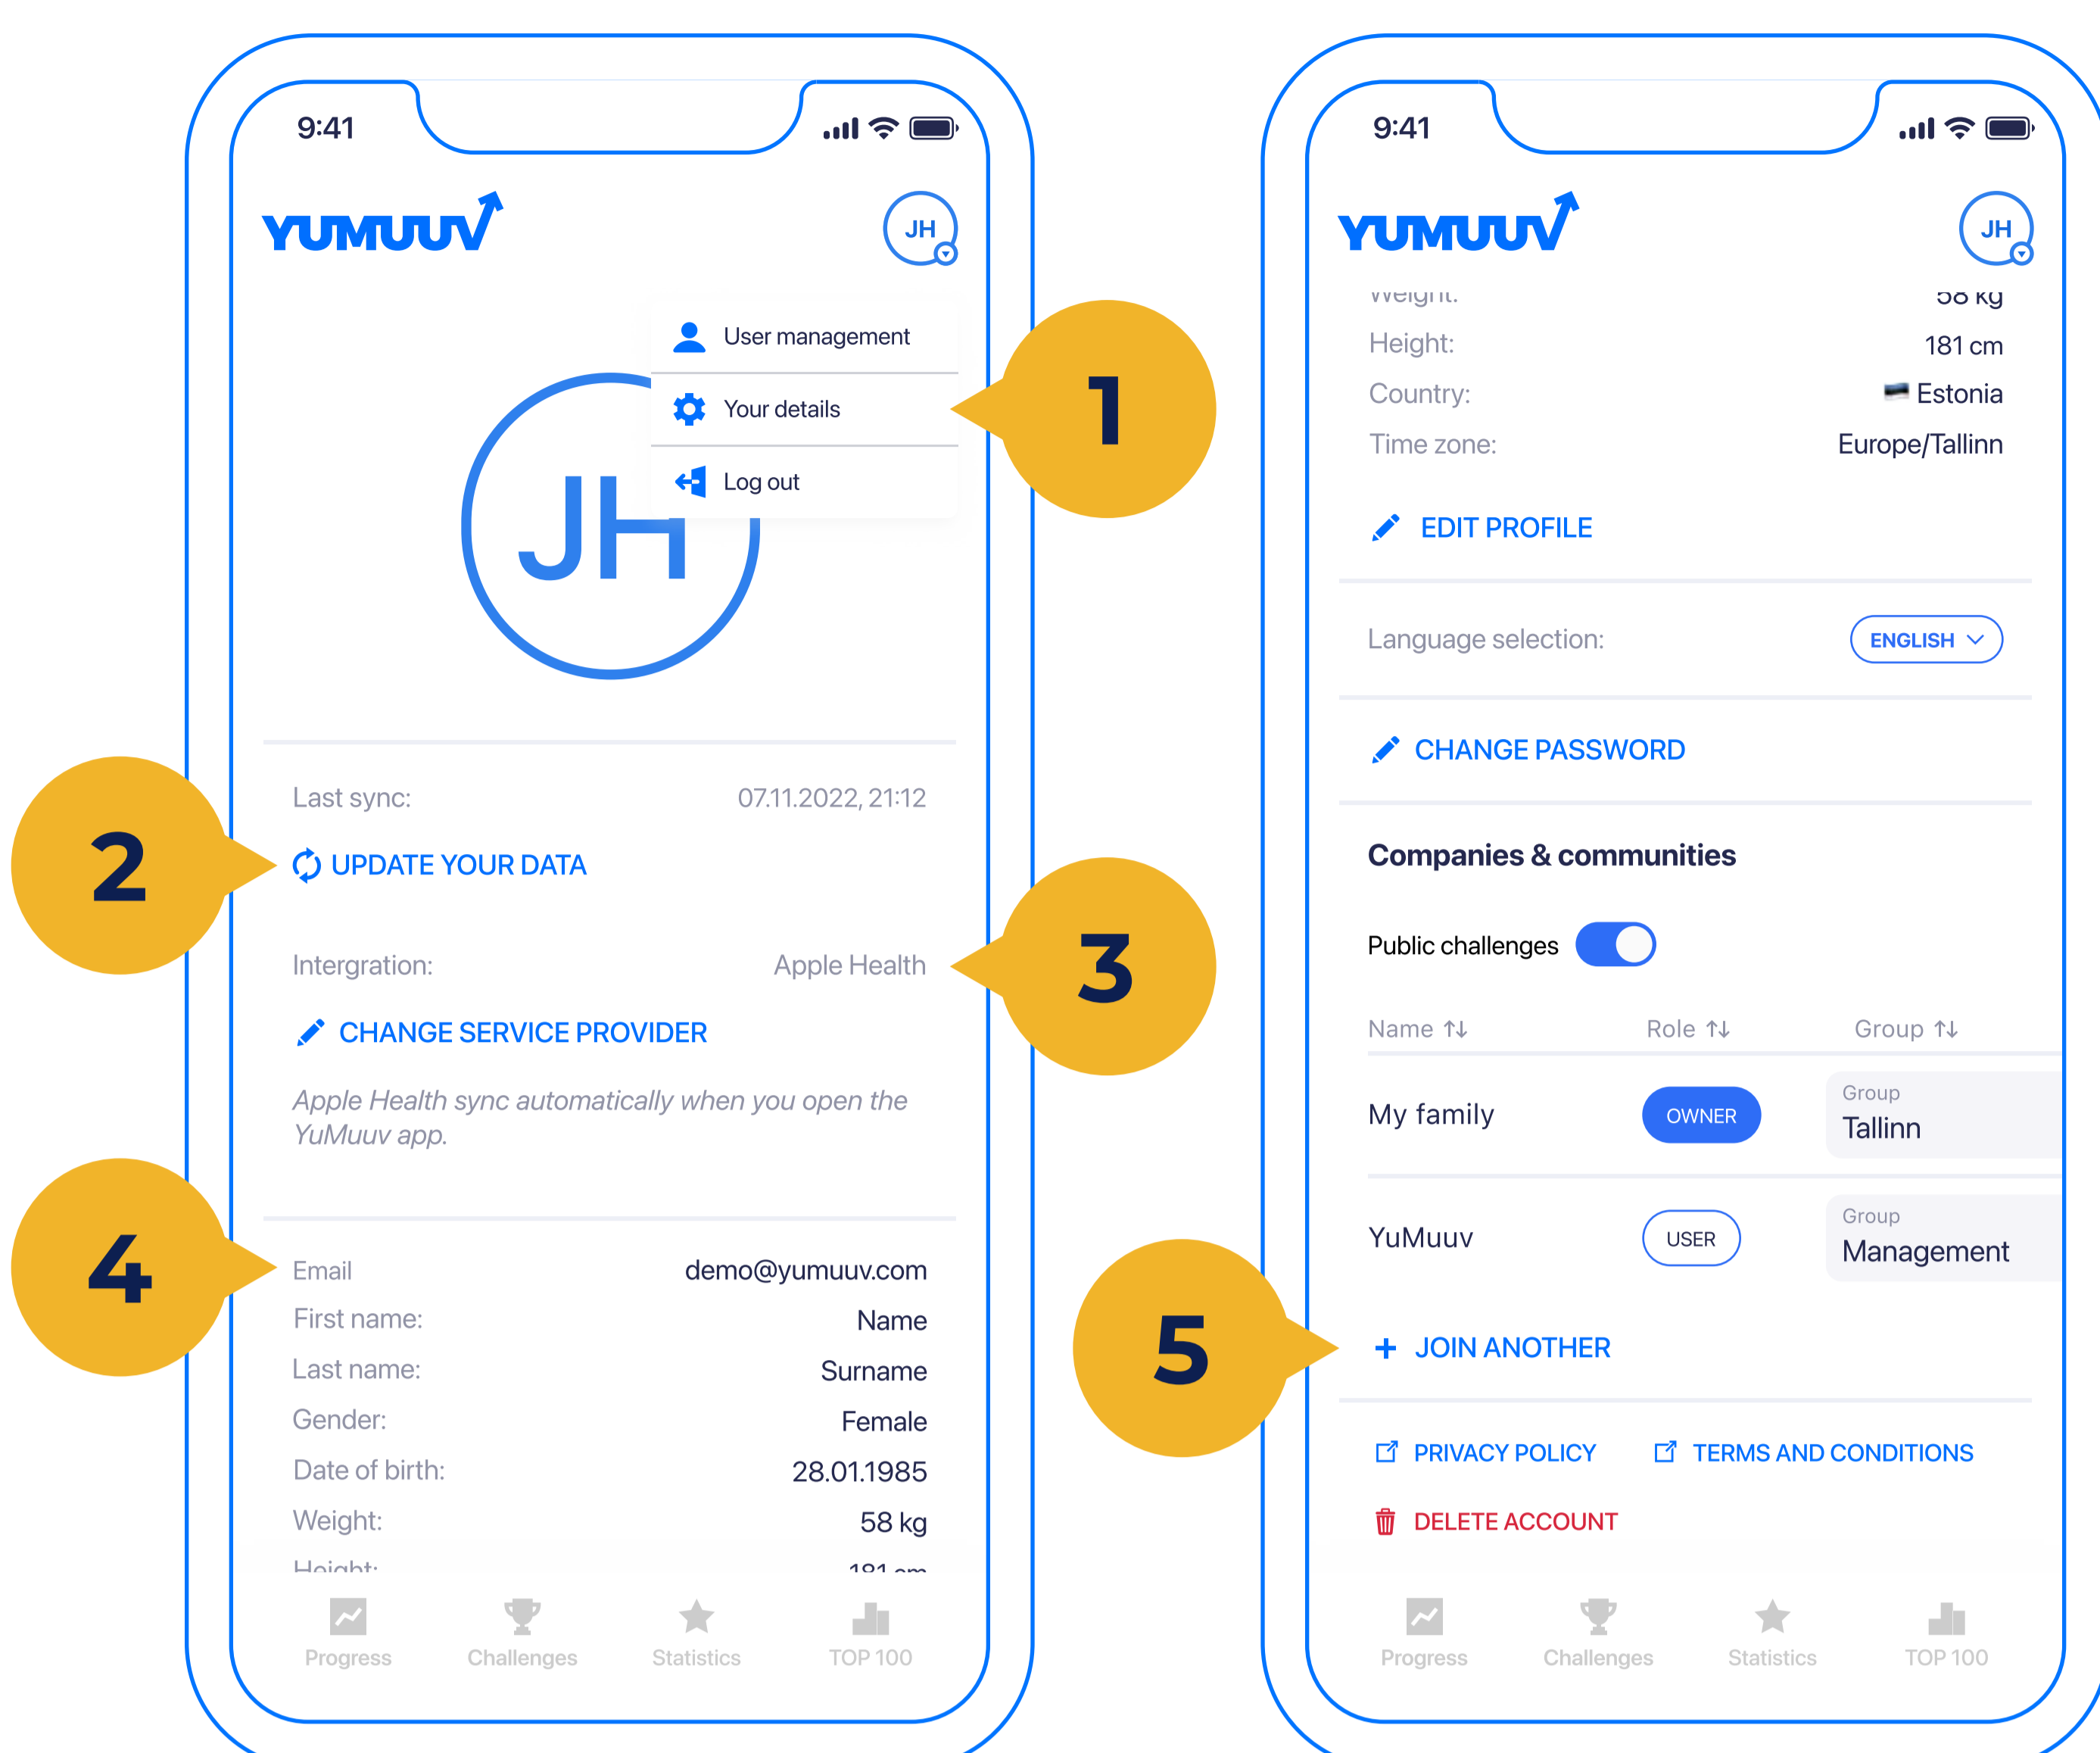 9:41
YUMUUV
JH
User management
Your details
Log out
1
JH
Last sync: 07.11.2022, 21:12
2
UPDATE YOUR DATA
Intergration: Apple Health
3
CHANGE SERVICE PROVIDER
Apple Health sync automatically when you open the
YuMuuv app.
4
Email demo@yumuuv.com
First name: Name
Last name: Surname
Gender: Female
Date of birth: 28.01.1985
Weight: 58 kg
Height: 181 cm
Progress Challenges Statistics TOP 100
9:41
YUMUUV
JH
Weight: 58 kg
Height: 181 cm
Country: Estonia
Time zone: Europe/Tallinn
EDIT PROFILE
Language selection: ENGLISH
CHANGE PASSWORD
Companies & communities
Public challenges
Name ↑↓ Role ↑↓ Group ↑↓
My family OWNER Group
Tallinn
YuMuuv USER Group
Management
5
JOIN ANOTHER
PRIVACY POLICY TERMS AND CONDITIONS
DELETE ACCOUNT
Progress Challenges Statistics TOP 100